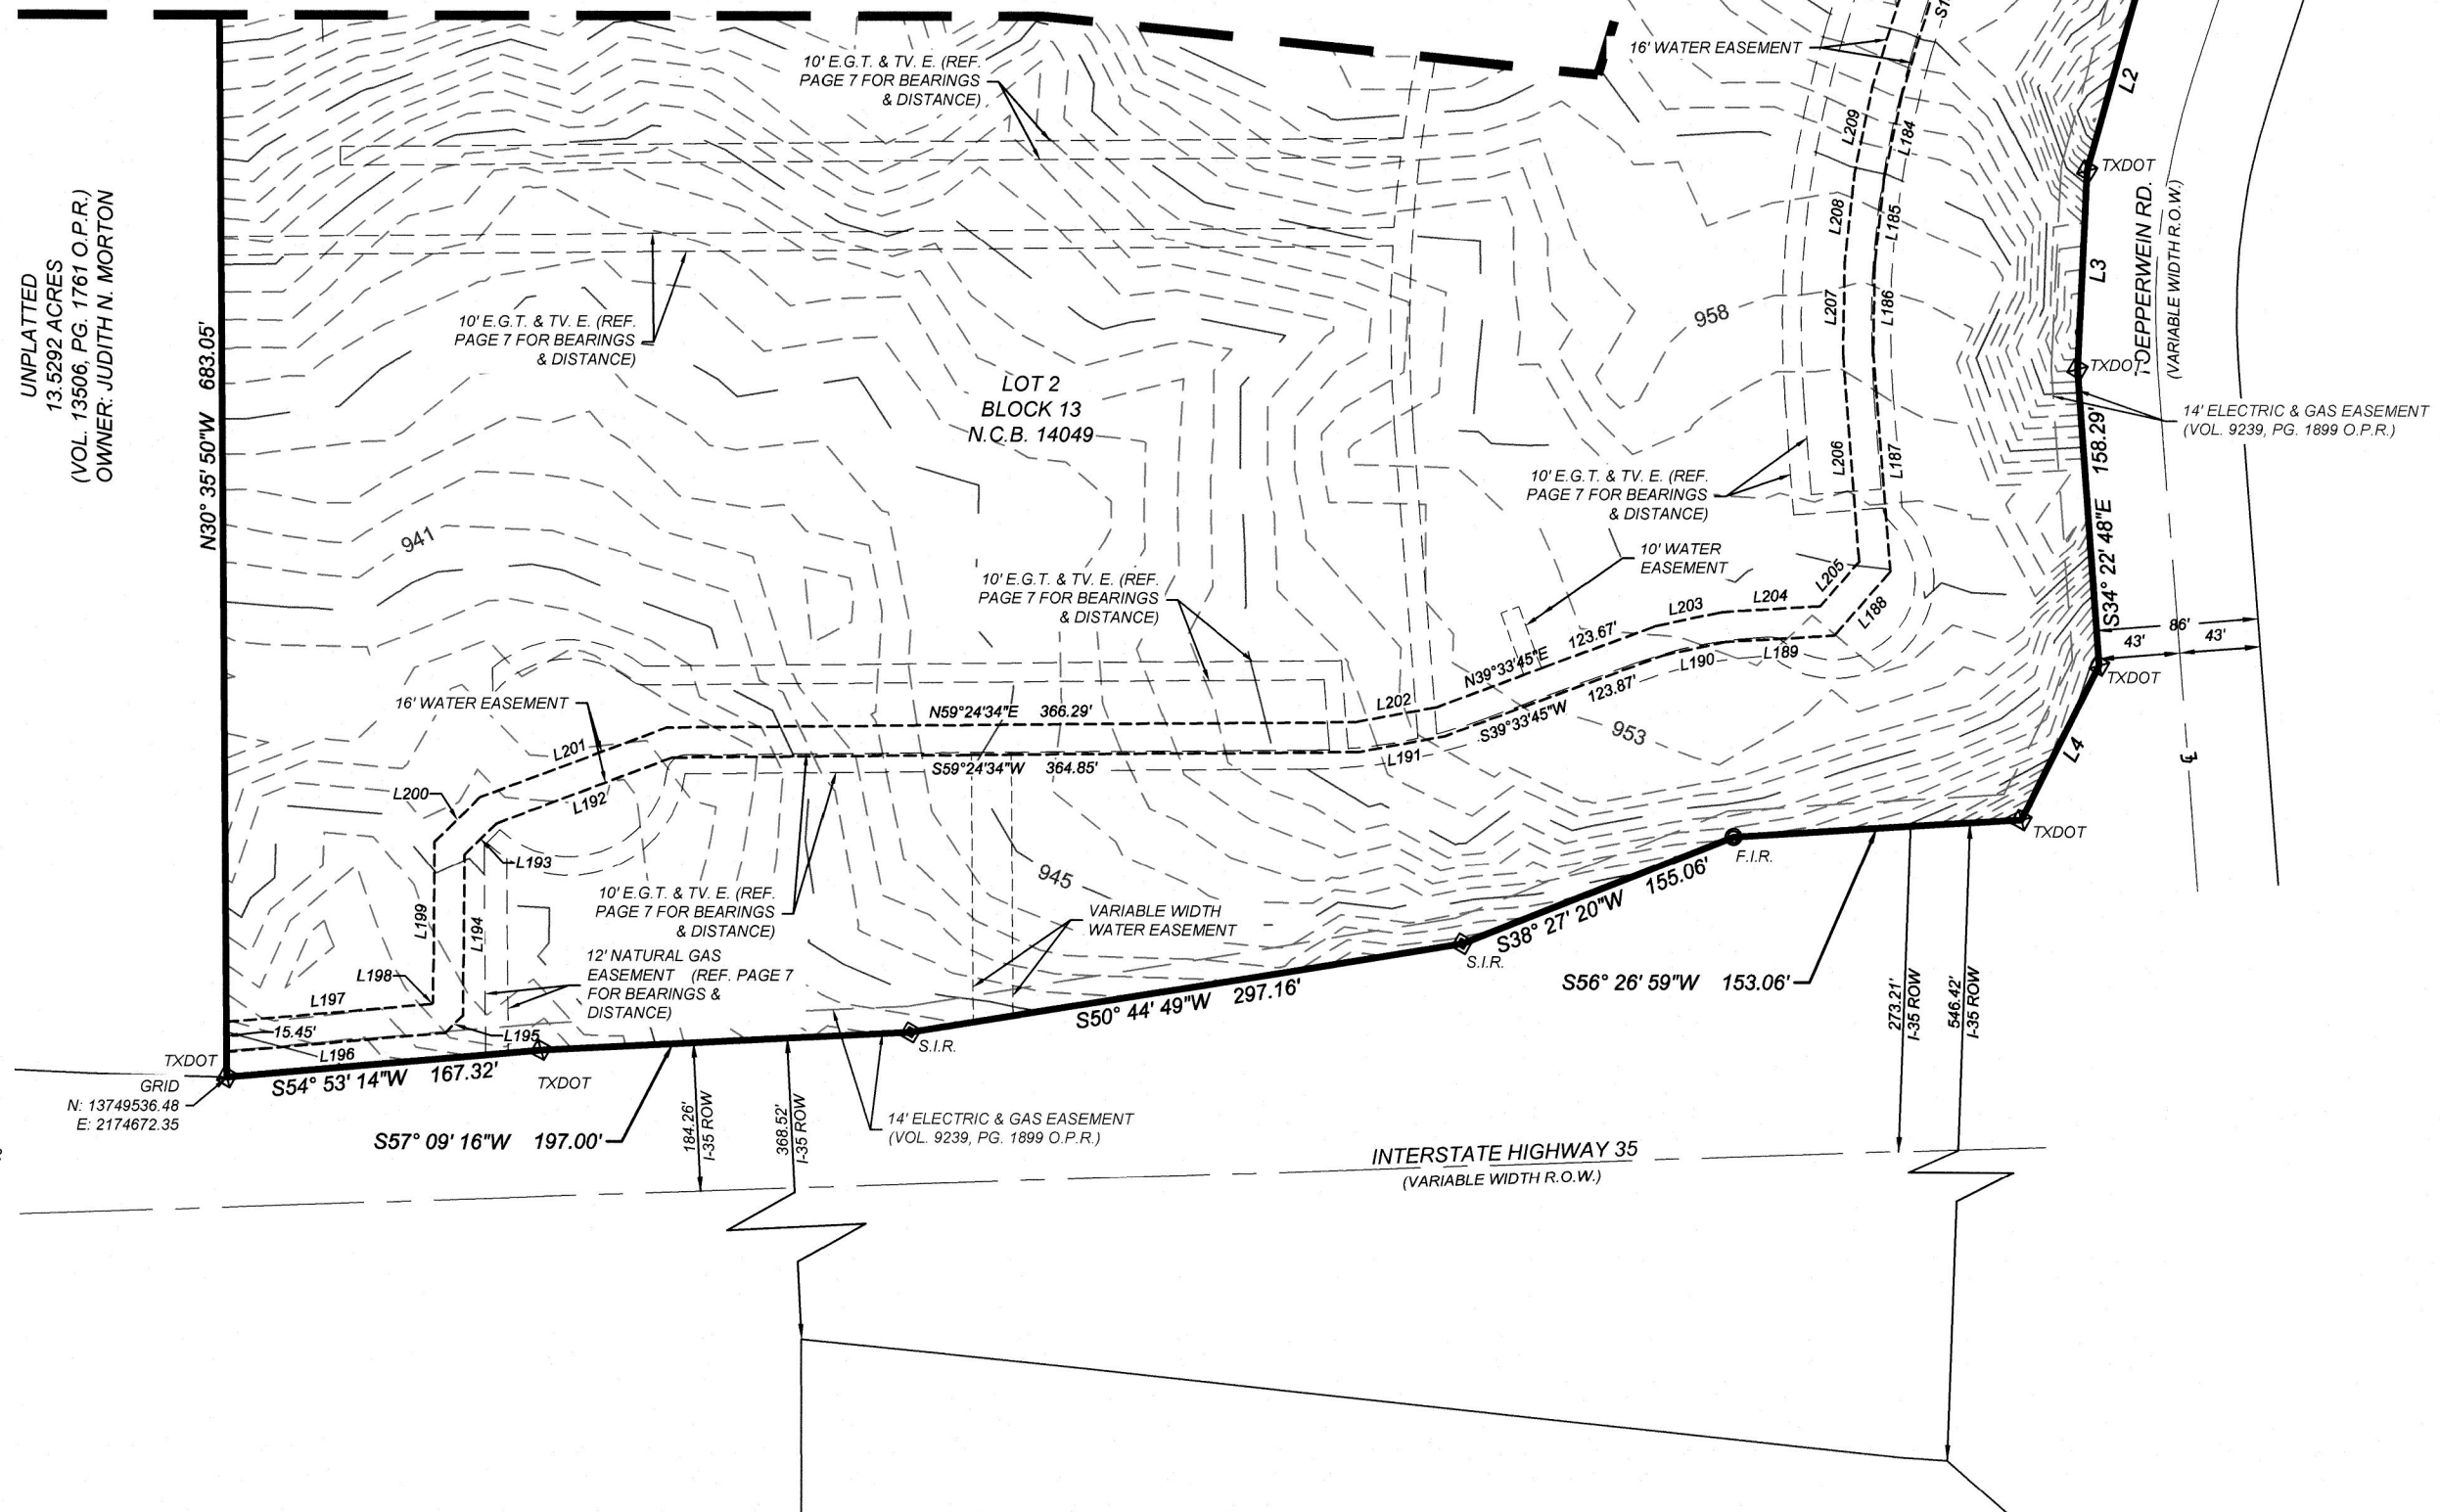 10' E.G.T. & TV. E. (REF.
PAGE 7 FOR BEARINGS
& DISTANCE)
16' WATER EASEMENT
L2
L209
L184
TXDOT
UNPLATTED
13.5292 ACRES
(VOL. 13506, PG. 1761 O.P.R.)
OWNER: JUDITH N. MORTON
N30° 35' 50"W 683.05'
10' E.G.T. & TV. E. (REF.
PAGE 7 FOR BEARINGS
& DISTANCE)
LOT 2
BLOCK 13
N.C.B. 14049
958
L208
L185
L207
L186
L206
L187
L3
TOEPPERWEIN RD.
(VARIABLE WIDTH R.O.W.)
TXDOT
14' ELECTRIC & GAS EASEMENT
(VOL. 9239, PG. 1899 O.P.R.)
S34° 22' 48"E 158.29'
10' E.G.T. & TV. E. (REF.
PAGE 7 FOR BEARINGS
& DISTANCE)
941
10' WATER
EASEMENT
10' E.G.T. & TV. E. (REF.
PAGE 7 FOR BEARINGS
& DISTANCE)
L205
L204
L203
L188
L189
L190
86'
43'
43'
TXDOT
N39°33'45"E 123.67'
S39°33'45"W 123.87'
L202
L191
953
16' WATER EASEMENT
N59°24'34"E 366.29'
S59°24'34"W 364.85'
L201
L200
L192
L193
L4
TXDOT
F.I.R.
945
10' E.G.T. & TV. E. (REF.
PAGE 7 FOR BEARINGS
& DISTANCE)
VARIABLE WIDTH
WATER EASEMENT
L199
L194
12' NATURAL GAS
EASEMENT (REF. PAGE 7
FOR BEARINGS &
DISTANCE)
L198
L197
15.45'
L195
L196
S38° 27' 20"W 155.06'
S.I.R.
S56° 26' 59"W 153.06'
S50° 44' 49"W 297.16'
S.I.R.
273.21'
I-35 ROW
546.42'
I-35 ROW
TXDOT
GRID
N: 13749536.48
E: 2174672.35
S54° 53' 14"W 167.32'
TXDOT
S57° 09' 16"W 197.00'
184.26'
I-35 ROW
368.52'
I-35 ROW
14' ELECTRIC & GAS EASEMENT
(VOL. 9239, PG. 1899 O.P.R.)
INTERSTATE HIGHWAY 35
(VARIABLE WIDTH R.O.W.)